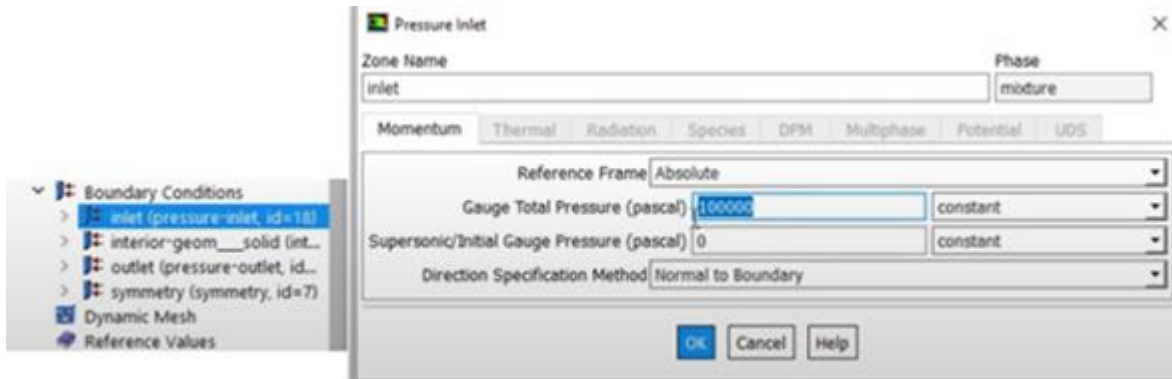 Pressure Inlet
Zone Name
Phase
inlet
mixture
Momentum Thermal Radiation Species DPM Multiphase Potential UDS
Reference Frame Absolute
Gauge Total Pressure (pascal) 100000 constant
Supersonic/Initial Gauge Pressure (pascal) 0 constant
Direction Specification Method Normal to Boundary
OK Cancel Help
Boundary Conditions
inlet (pressure-inlet, id=18)
interior-geom___solid (int...
outlet (pressure-outlet, id...
symmetry (symmetry, id=7)
Dynamic Mesh
Reference Values